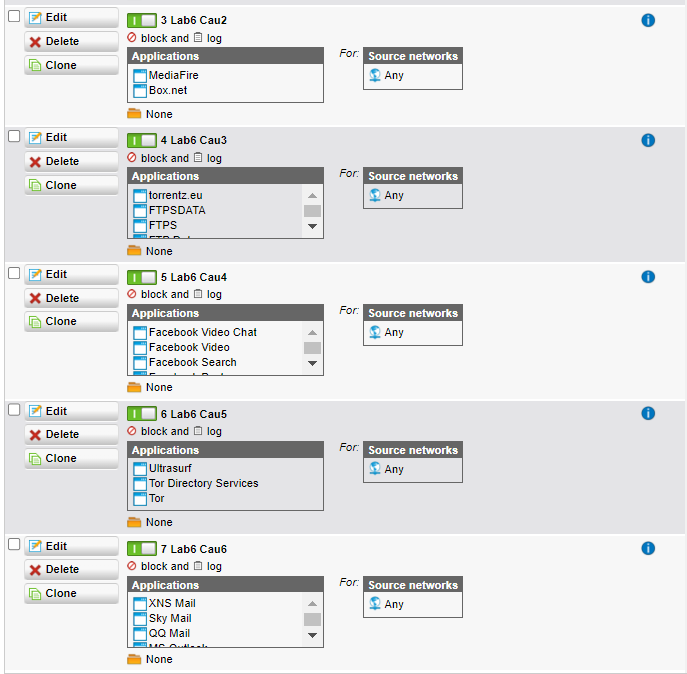 Edit
Delete
Clone
3 Lab6 Cau2
block and log
Applications
MediaFire
Box.net
None
For:
Source networks
Any
Edit
Delete
Clone
4 Lab6 Cau3
block and log
Applications
torrentz.eu
FTPSDATA
FTPS
None
For:
Source networks
Any
Edit
Delete
Clone
5 Lab6 Cau4
block and log
Applications
Facebook Video Chat
Facebook Video
Facebook Search
None
For:
Source networks
Any
Edit
Delete
Clone
6 Lab6 Cau5
block and log
Applications
Ultrasurf
Tor Directory Services
Tor
None
For:
Source networks
Any
Edit
Delete
Clone
7 Lab6 Cau6
block and log
Applications
XNS Mail
Sky Mail
QQ Mail
None
For:
Source networks
Any